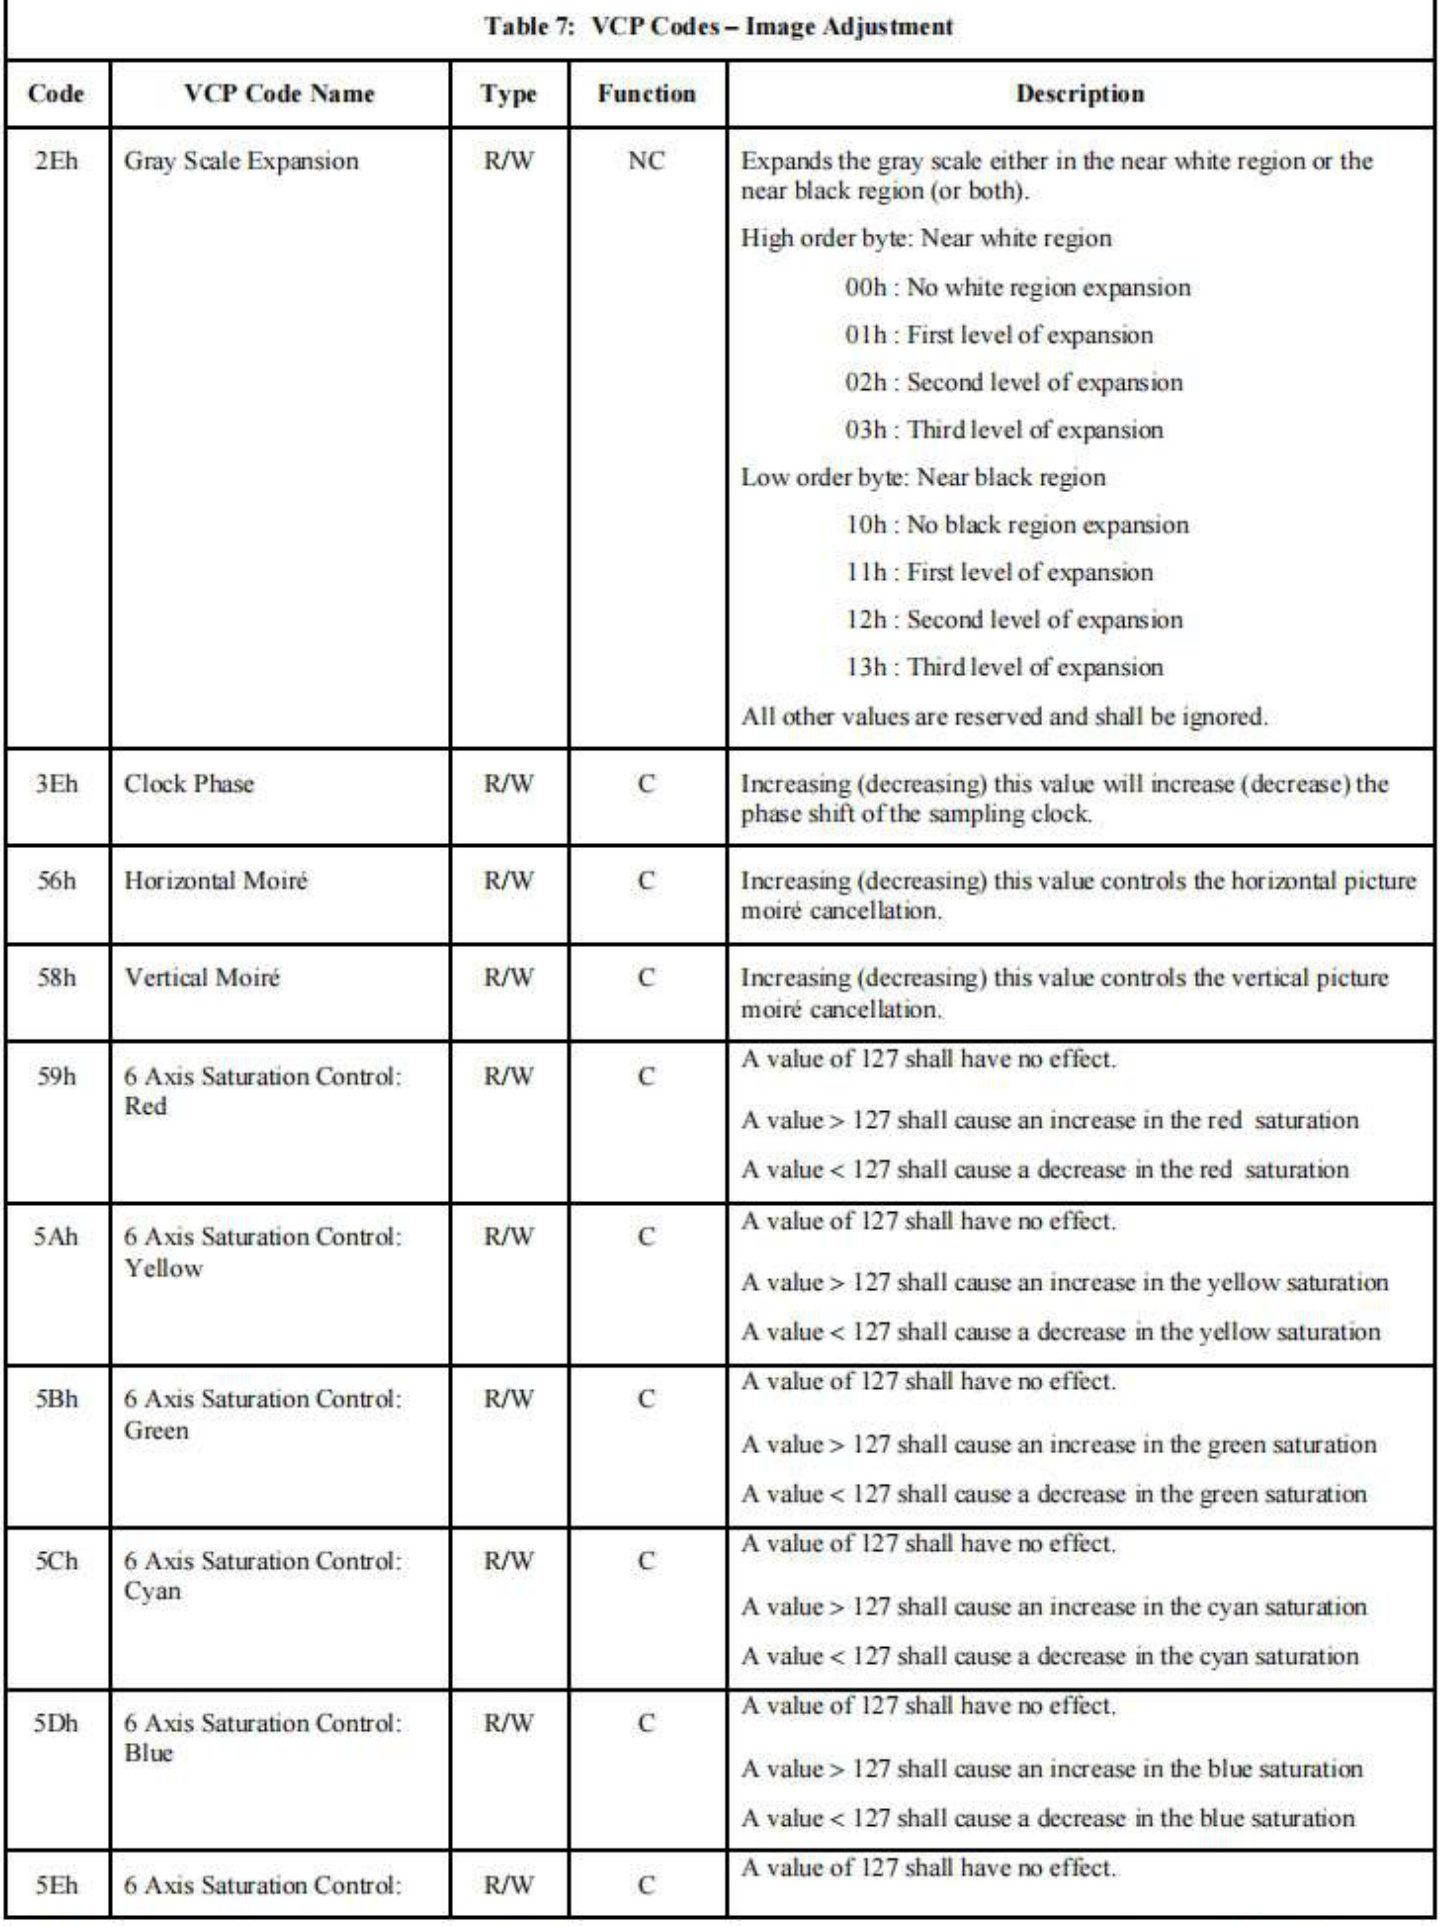 Table 7: VCP Codes – Image Adjustment
Code VCP Code Name Type Function Description
2Eh Gray Scale Expansion R/W NC Expands the gray scale either in the near white region or the
near black region (or both).
High order byte: Near white region
00h : No white region expansion
01h : First level of expansion
02h : Second level of expansion
03h : Third level of expansion
Low order byte: Near black region
10h : No black region expansion
11h : First level of expansion
12h : Second level of expansion
13h : Third level of expansion
All other values are reserved and shall be ignored.
3Eh Clock Phase R/W C Increasing (decreasing) this value will increase (decrease) the
phase shift of the sampling clock.
56h Horizontal Moiré R/W C Increasing (decreasing) this value controls the horizontal picture
moiré cancellation.
58h Vertical Moiré R/W C Increasing (decreasing) this value controls the vertical picture
moiré cancellation.
59h 6 Axis Saturation Control: R/W C A value of 127 shall have no effect.
Red
A value > 127 shall cause an increase in the red saturation
A value < 127 shall cause a decrease in the red saturation
5Ah 6 Axis Saturation Control: R/W C A value of 127 shall have no effect.
Yellow
A value > 127 shall cause an increase in the yellow saturation
A value < 127 shall cause a decrease in the yellow saturation
5Bh 6 Axis Saturation Control: R/W C A value of 127 shall have no effect.
Green
A value > 127 shall cause an increase in the green saturation
A value < 127 shall cause a decrease in the green saturation
5Ch 6 Axis Saturation Control: R/W C A value of 127 shall have no effect.
Cyan
A value > 127 shall cause an increase in the cyan saturation
A value < 127 shall cause a decrease in the cyan saturation
5Dh 6 Axis Saturation Control: R/W C A value of 127 shall have no effect.
Blue
A value > 127 shall cause an increase in the blue saturation
A value < 127 shall cause a decrease in the blue saturation
5Eh 6 Axis Saturation Control: R/W C A value of 127 shall have no effect.